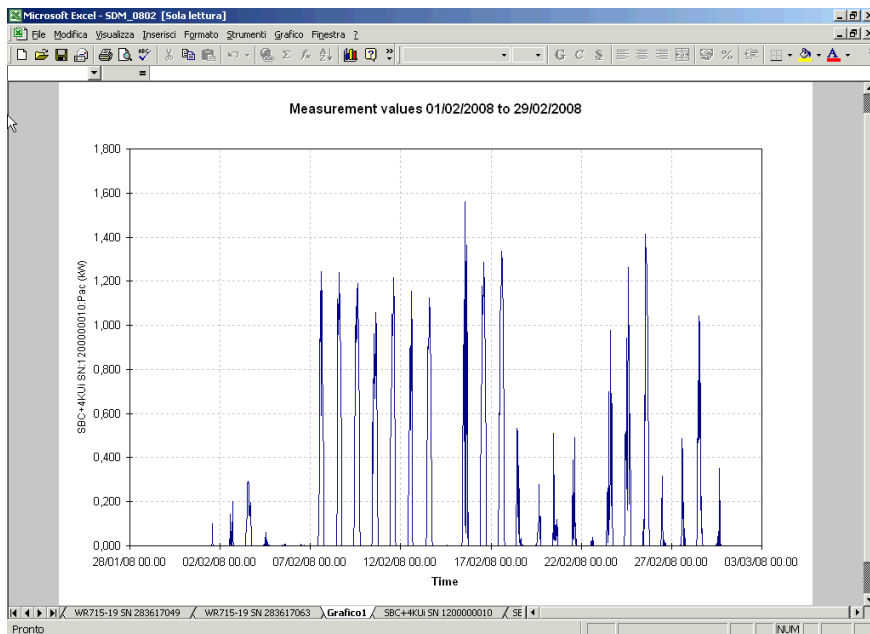 Microsoft Excel - SDM_0802 [Sola lettura]
File Modifica Visualizza Inserisci Formato Strumenti Grafico Finestra ?
G C S
=
Measurement values 01/02/2008 to 29/02/2008
1,800
1,600
1,400
1,200
1,000
0,800
0,600
0,400
0,200
0,000
SBC+4KUi SN:1200000010:Pac (kW)
28/01/08 00.00 02/02/08 00.00 07/02/08 00.00 12/02/08 00.00 17/02/08 00.00 22/02/08 00.00 27/02/08 00.00 03/03/08 00.00
Time
WR715-19 SN 283617049 / WR715-19 SN 283617063 \ Grafico1 / SBC+4KUi SN 1200000010 / SE
Pronto NUM